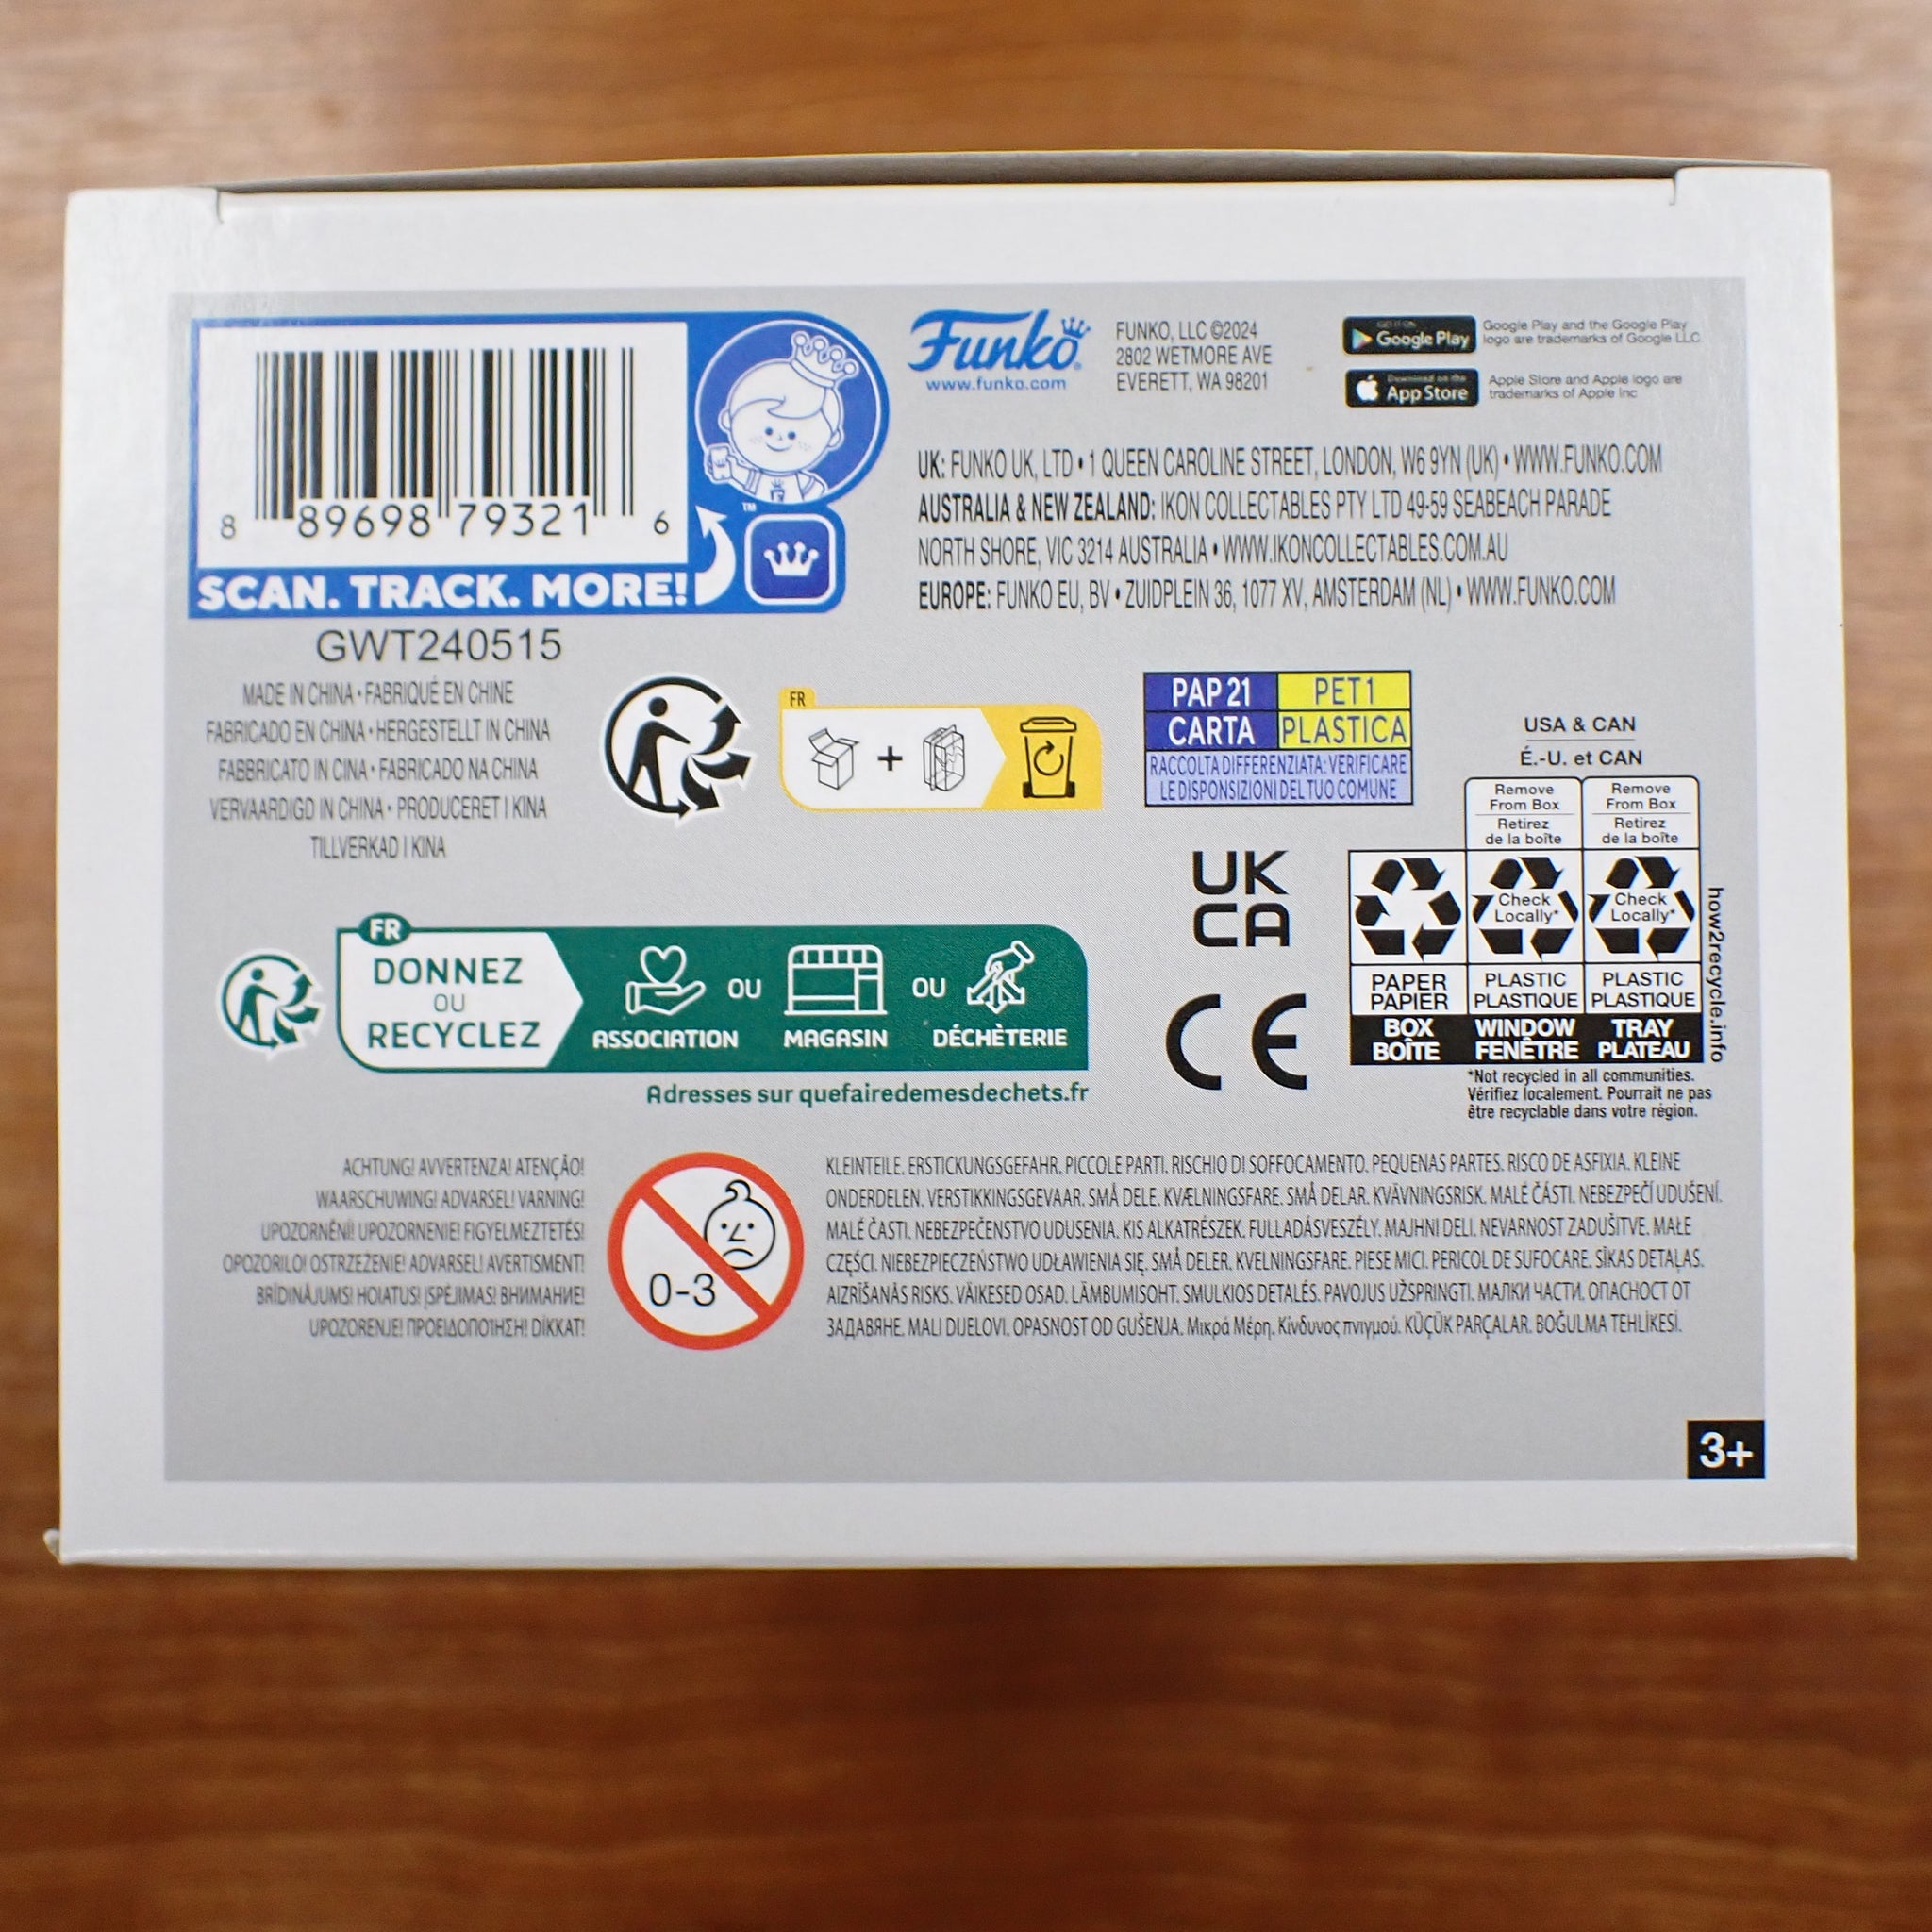 8 89698 79321 6
SCAN. TRACK. MORE!
™
Funko®
www.funko.com
FUNKO, LLC ©2024
2802 WETMORE AVE
EVERETT, WA 98201
GET IT ON
Google Play
Google Play and the Google Play
logo are trademarks of Google LLC.
Download on the
App Store
Apple Store and Apple logo are
trademarks of Apple Inc
UK: FUNKO UK, LTD • 1 QUEEN CAROLINE STREET, LONDON, W6 9YN (UK) • WWW.FUNKO.COM
AUSTRALIA & NEW ZEALAND: IKON COLLECTABLES PTY LTD 49-59 SEABEACH PARADE
NORTH SHORE, VIC 3214 AUSTRALIA • WWW.IKONCOLLECTABLES.COM.AU
EUROPE: FUNKO EU, BV • ZUIDPLEIN 36, 1077 XV, AMSTERDAM (NL) • WWW.FUNKO.COM
GWT240515
MADE IN CHINA • FABRIQUÉ EN CHINE
FABRICADO EN CHINA • HERGESTELLT IN CHINA
FABBRICATO IN CINA • FABRICADO NA CHINA
VERVAARDIGD IN CHINA • PRODUCERET I KINA
TILLVERKAD I KINA
FR
+
PAP 21 PET 1
CARTA PLASTICA
RACCOLTA DIFFERENZIATA: VERIFICARE
LE DISPONSIZIONI DEL TUO COMUNE
USA & CAN
É.-U. et CAN
Remove
From Box
Retirez
de la boîte
Remove
From Box
Retirez
de la boîte
Check
Locally*
Check
Locally*
PAPER
PAPIER
PLASTIC
PLASTIQUE
PLASTIC
PLASTIQUE
BOX
BOÎTE
WINDOW
FENÊTRE
TRAY
PLATEAU
how2recycle.info
*Not recycled in all communities.
Vérifiez localement. Pourrait ne pas
être recyclable dans votre région.
UK
CA
CE
FR
DONNEZ
OU
RECYCLEZ
ASSOCIATION
OU
MAGASIN
OU
DÉCHÈTERIE
Adresses sur quefairedemesdechets.fr
ACHTUNG! AVVERTENZA! ATENÇÃO!
WAARSCHUWING! ADVARSEL! VARNING!
UPOZORNĚNÍ! UPOZORNENIE! FIGYELMEZTETÉS!
OPOZORILO! OSTRZEŻENIE! ADVARSEL! AVERTISMENT!
BRĪDINĀJUMS! HOIATUS! ĮSPĖJIMAS! ВНИМАНИЕ!
UPOZORENJE! ΠΡΟΕΙΔΟΠΟΊΗΣΗ! DİKKAT!
0-3
KLEINTEILE. ERSTICKUNGSGEFAHR. PICCOLE PARTI. RISCHIO DI SOFFOCAMENTO. PEQUENAS PARTES. RISCO DE ASFIXIA. KLEINE
ONDERDELEN. VERSTIKKINGSGEVAAR. SMÅ DELE. KVÆLNINGSFARE. SMÅ DELAR. KVÄVNINGSRISK. MALÉ ČÁSTI. NEBEZPEČÍ UDUŠENÍ.
MALÉ ČASTI. NEBEZPEČENSTVO UDUSENIA. KIS ALKATRÉSZEK. FULLADÁSVESZÉLY. MAJHNI DELI. NEVARNOST ZADUŠITVE. MAŁE
CZĘŚCI. NIEBEZPIECZEŃSTWO UDŁAWIENIA SIĘ. SMÅ DELER. KVELNINGSFARE. PIESE MICI. PERICOL DE SUFOCARE. SĪKAS DETAĻAS.
AIZRĪŠANĀS RISKS. VÄIKESED OSAD. LÄMBUMISOHT. SMULKIOS DETALĖS. PAVOJUS UŽSPRINGTI. МАЛКИ ЧАСТИ. ОПАСНОСТ ОТ
ЗАДАВЯНЕ. MALI DIJELOVI. OPASNOST OD GUŠENJA. Μικρά Μέρη. Κίνδυνος πνιγμού. KÜÇÜK PARÇALAR. BOĞULMA TEHLİKESİ.
3+